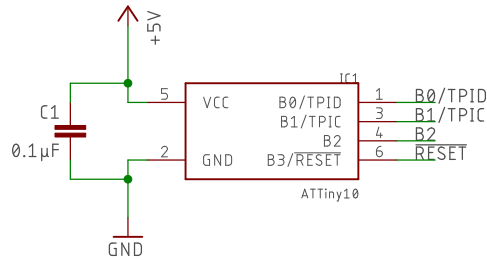 +5V
IC1
C1
0.1µF
5 VCC B0/TPID 1 B0/TPID
B1/TPIC 3 B1/TPIC
B2 4 B2
2 GND B3/RESET 6 RESET
ATTiny10
GND